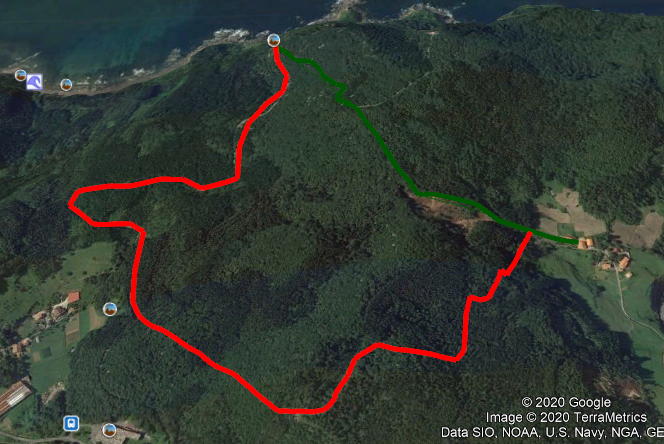 © 2020 Google
Image © 2020 TerraMetrics
Data SIO, NOAA, U.S. Navy, NGA, GE